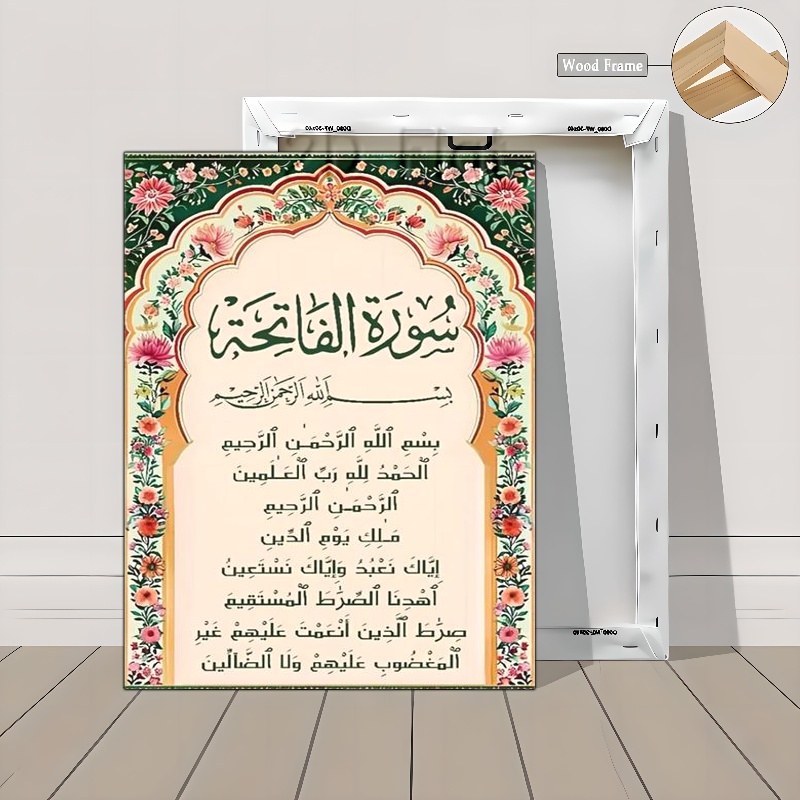 Wood Frame
سُورَة الفَاتِحَة
بِسْمِ اللهِ الرَّحْمٰنِ الرَّحِيمِ
بِسْمِ ٱللَّهِ ٱلرَّحْمَـٰنِ ٱلرَّحِيمِ
ٱلْحَمْدُ لِلَّهِ رَبِّ ٱلْعَـٰلَمِينَ
ٱلرَّحْمَـٰنِ ٱلرَّحِيمِ
مَـٰلِكِ يَوْمِ ٱلدِّينِ
إِيَّاكَ نَعْبُدُ وَإِيَّاكَ نَسْتَعِينُ
ٱهْدِنَا ٱلصِّرَٰطَ ٱلْمُسْتَقِيمَ
صِرَٰطَ ٱلَّذِينَ أَنْعَمْتَ عَلَيْهِمْ غَيْرِ
ٱلْمَغْضُوبِ عَلَيْهِمْ وَلَا ٱلضَّآلِّينَ